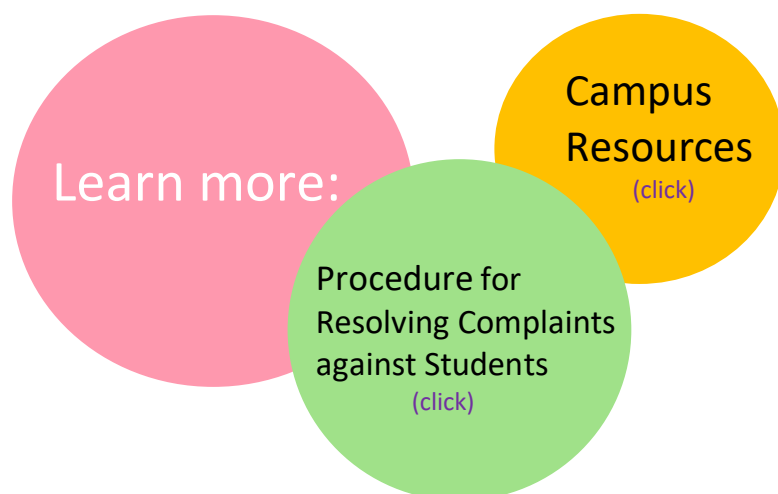 Learn more:
Campus
Resources
(click)
Procedure for
Resolving Complaints
against Students
(click)